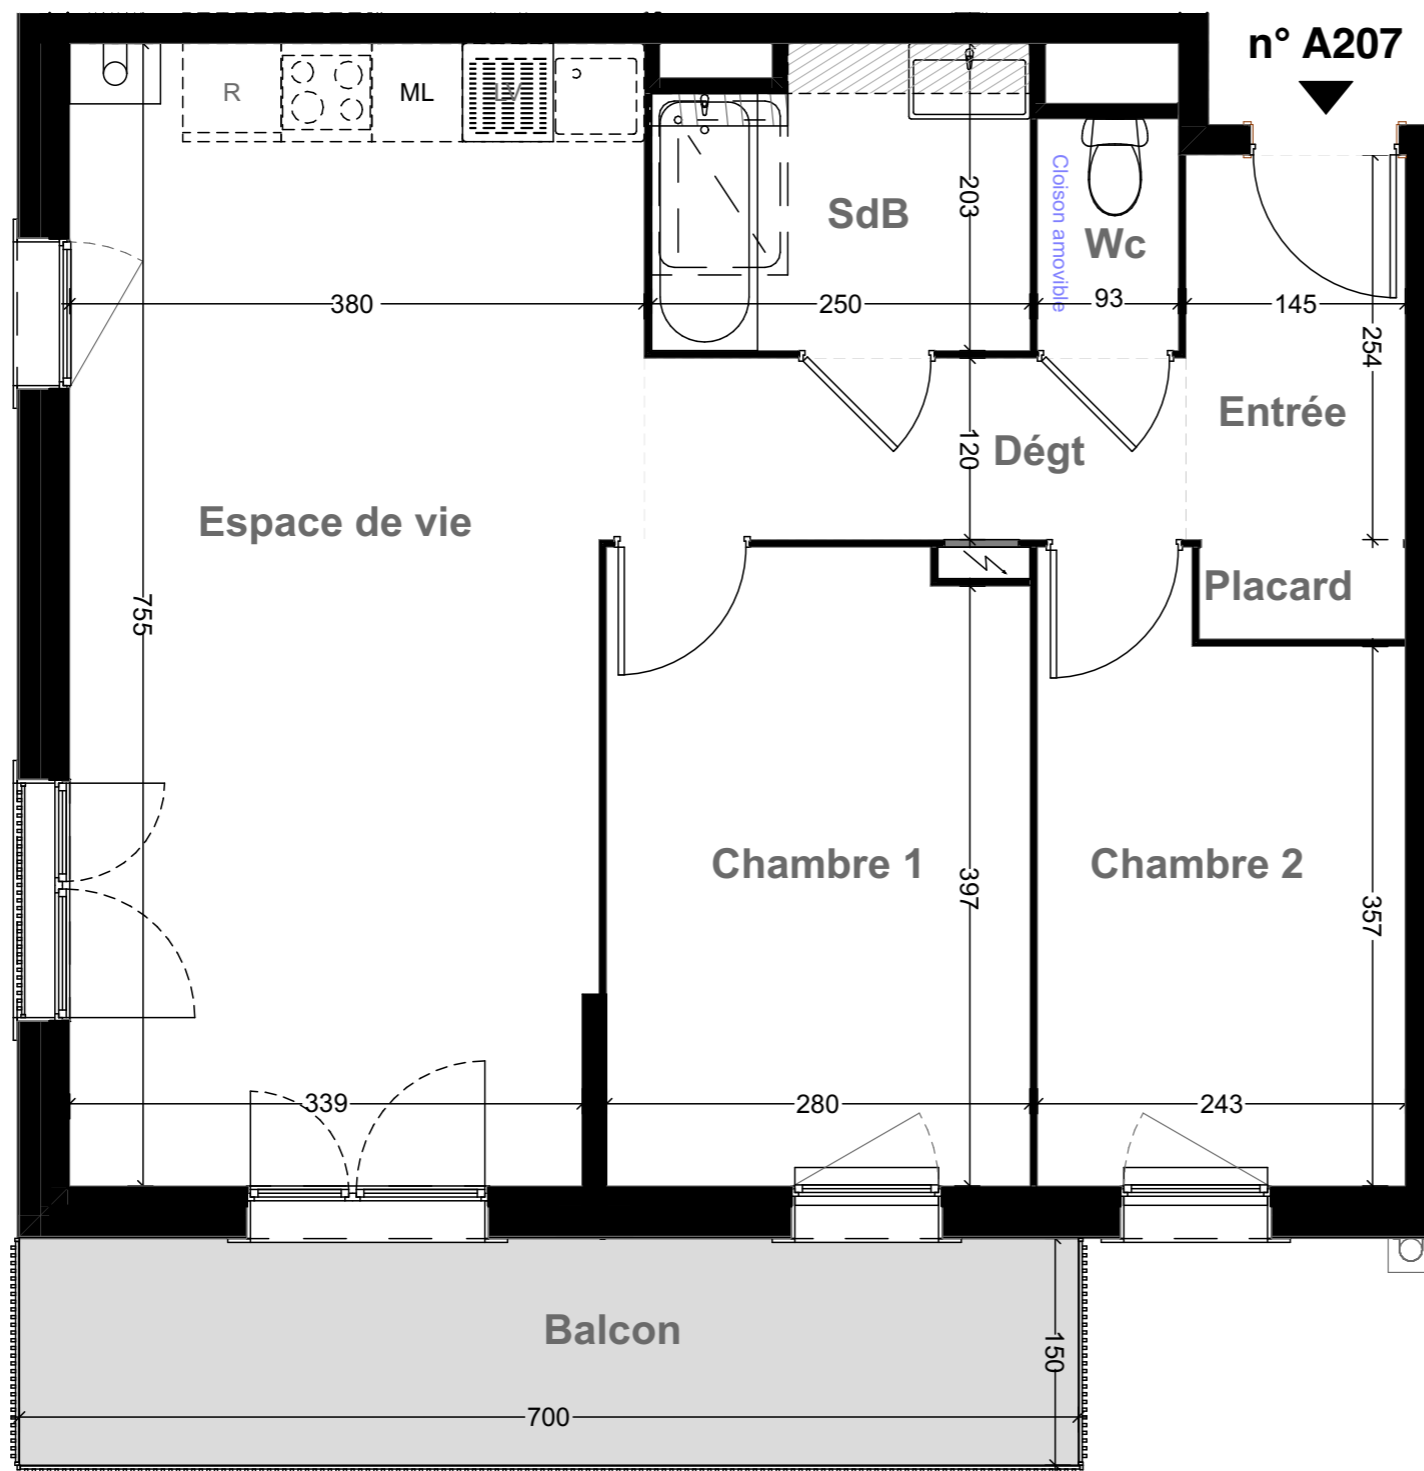 n° A207
R
ML
LV
SdB
203
Cloison amovible
Wc
380
250
93
145
254
Entrée
120
Dégt
Espace de vie
Placard
755
Chambre 1
397
Chambre 2
357
339
280
243
Balcon
150
700